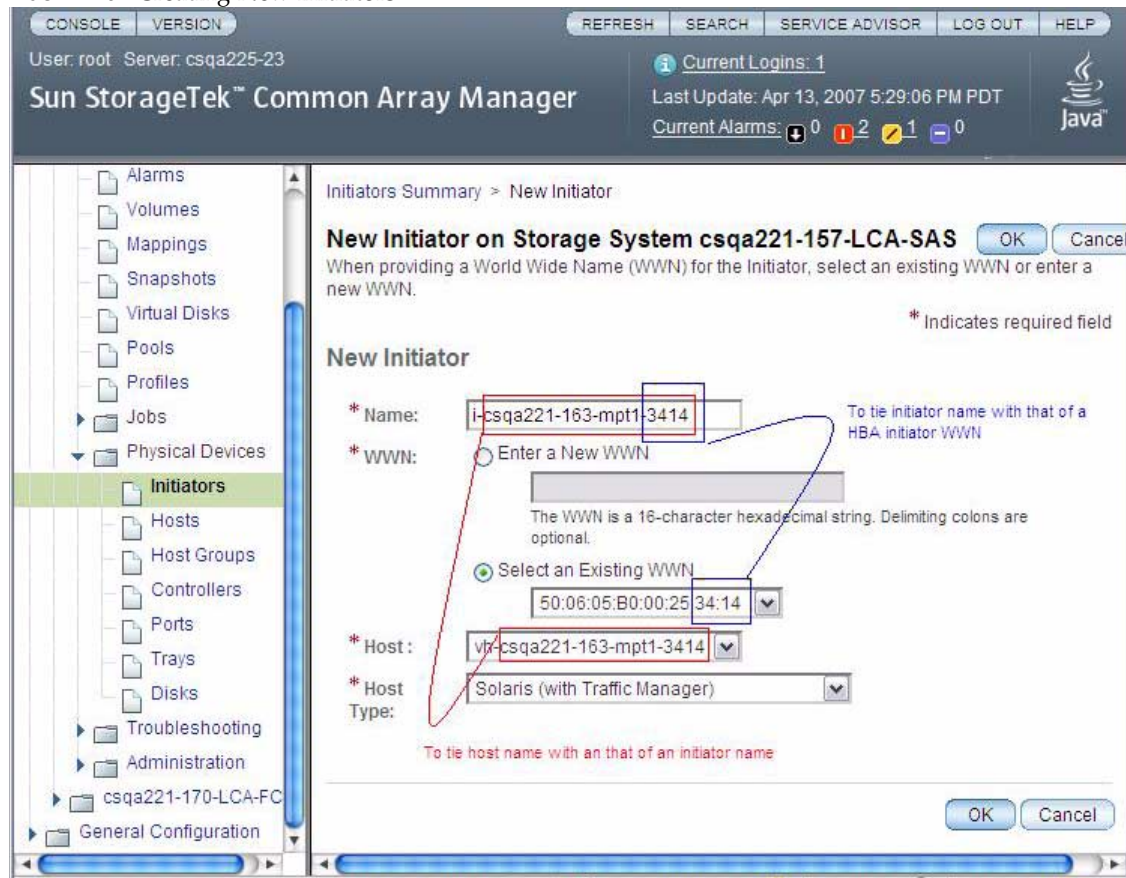 CONSOLE VERSION REFRESH SEARCH SERVICE ADVISOR LOG OUT HELP
User: root Server: csqa225-23
Sun StorageTek™ Common Array Manager
Current Logins: 1
Last Update: Apr 13, 2007 5:29:06 PM PDT
Current Alarms: 0 2 1 0
Java
Alarms
Volumes
Mappings
Snapshots
Virtual Disks
Pools
Profiles
Jobs
Physical Devices
Initiators
Hosts
Host Groups
Controllers
Ports
Trays
Disks
Troubleshooting
Administration
csqa221-170-LCA-FC
General Configuration
Initiators Summary > New Initiator
New Initiator on Storage System csqa221-157-LCA-SAS OK Cancel
When providing a World Wide Name (WWN) for the Initiator, select an existing WWN or enter a
new WWN.
* Indicates required field
New Initiator
* Name: i-csqa221-163-mpt1-3414
To tie initiator name with that of a
HBA initiator WWN
* WWN: Enter a New WWN
The WWN is a 16-character hexadecimal string. Delimiting colons are
optional.
Select an Existing WWN
50:06:05:B0:00:25:34:14
* Host : vh-csqa221-163-mpt1-3414
* Host Type: Solaris (with Traffic Manager)
To tie host name with an that of an initiator name
OK Cancel